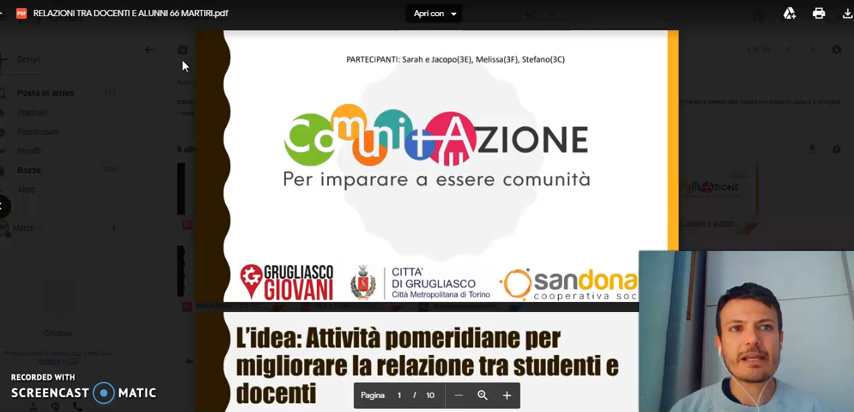 RELAZIONI TRA DOCENTI E ALUNNI 66 MARTIRI.pdf
Apri con
PARTECIPANTI: Sarah e Jacopo(3E), Melissa(3F), Stefano(3C)
Scrivi
Posta in arrivo
Speciali
Posticipati
Inviati
Bozze
Altro
Marco
ComunitAZIONE
Per imparare a essere comunità
GRUGLIASCO
GIOVANI
CITTA'
DI GRUGLIASCO
Città Metropolitana di Torino
sandona
cooperativa soc
L'idea: Attività pomeridiane per
migliorare la relazione tra studenti e
docenti
Pagina 1 / 10
RECORDED WITH
SCREENCAST MATIC